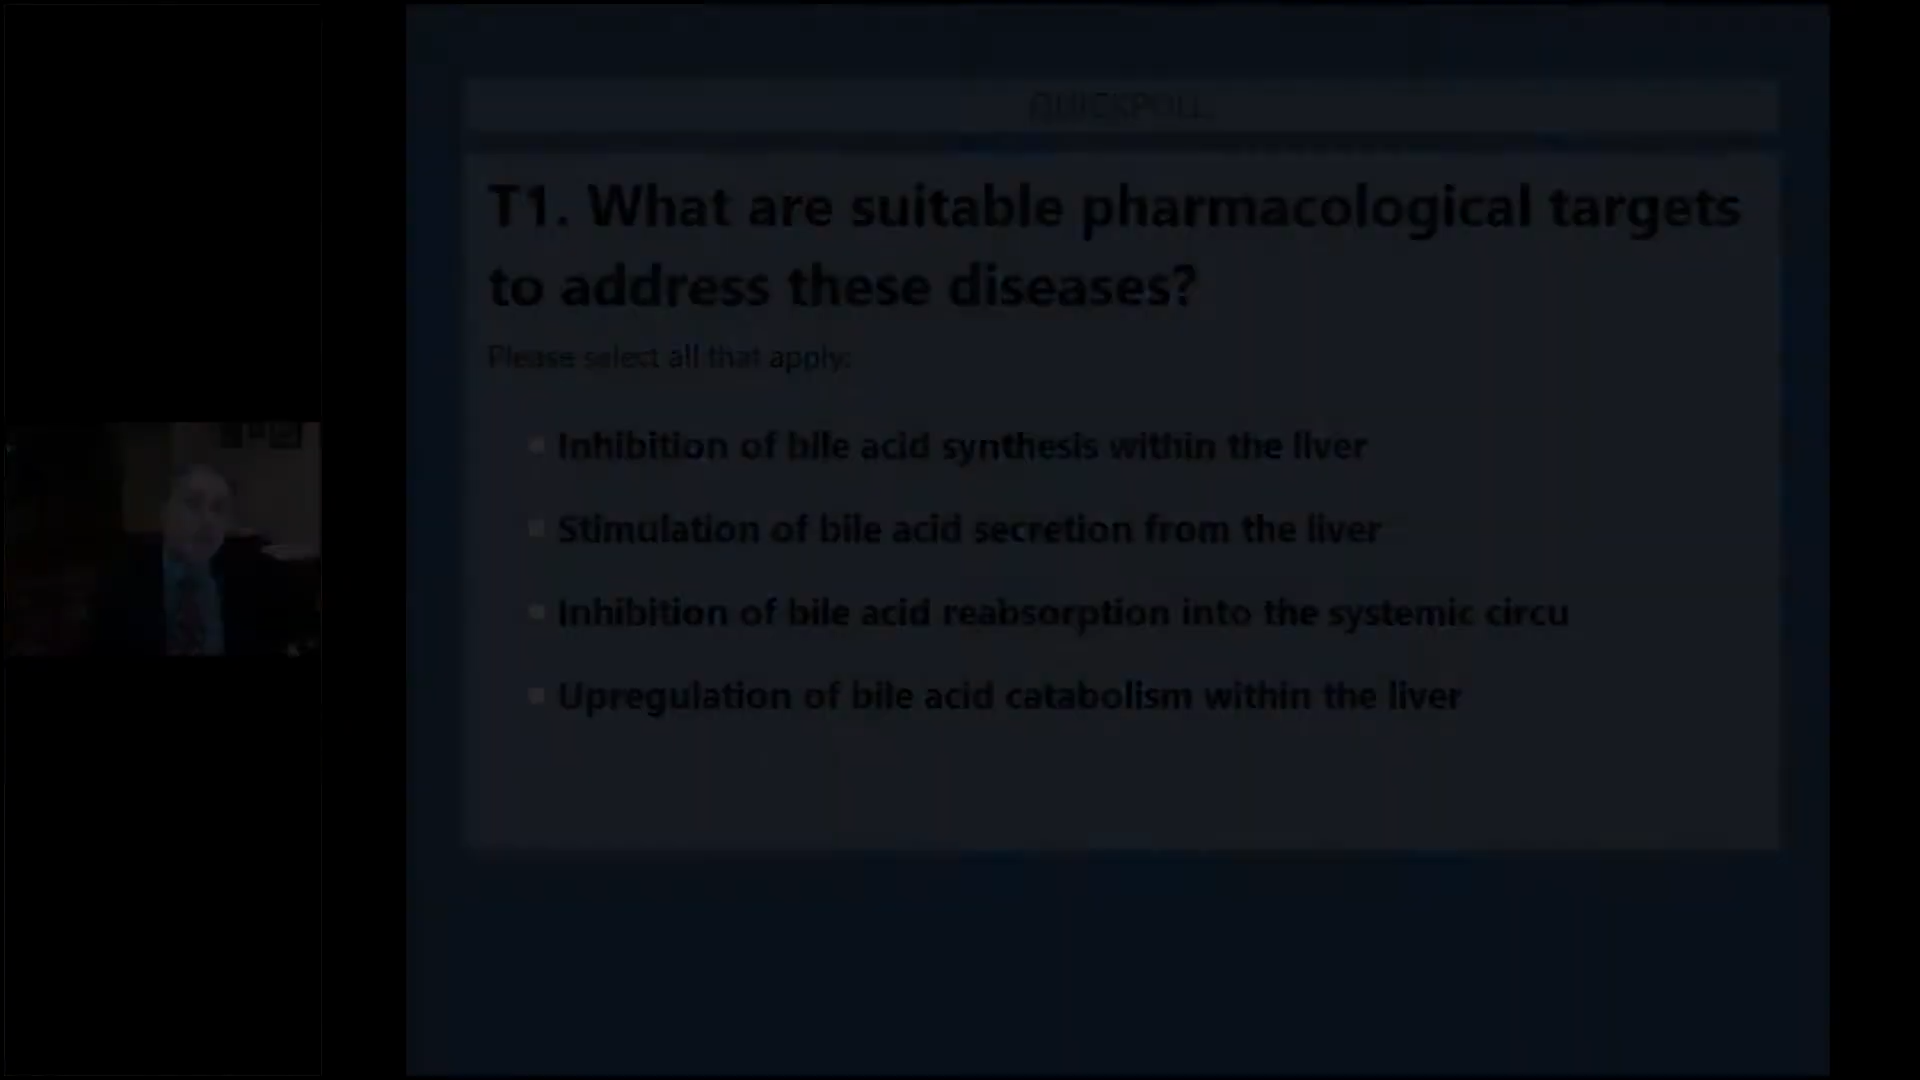 QUICKPOLL
T1. What are suitable pharmacological targets
to address these diseases?
Please select all that apply:
Inhibition of bile acid synthesis within the liver
Stimulation of bile acid secretion from the liver
Inhibition of bile acid reabsorption into the systemic circu
Upregulation of bile acid catabolism within the liver